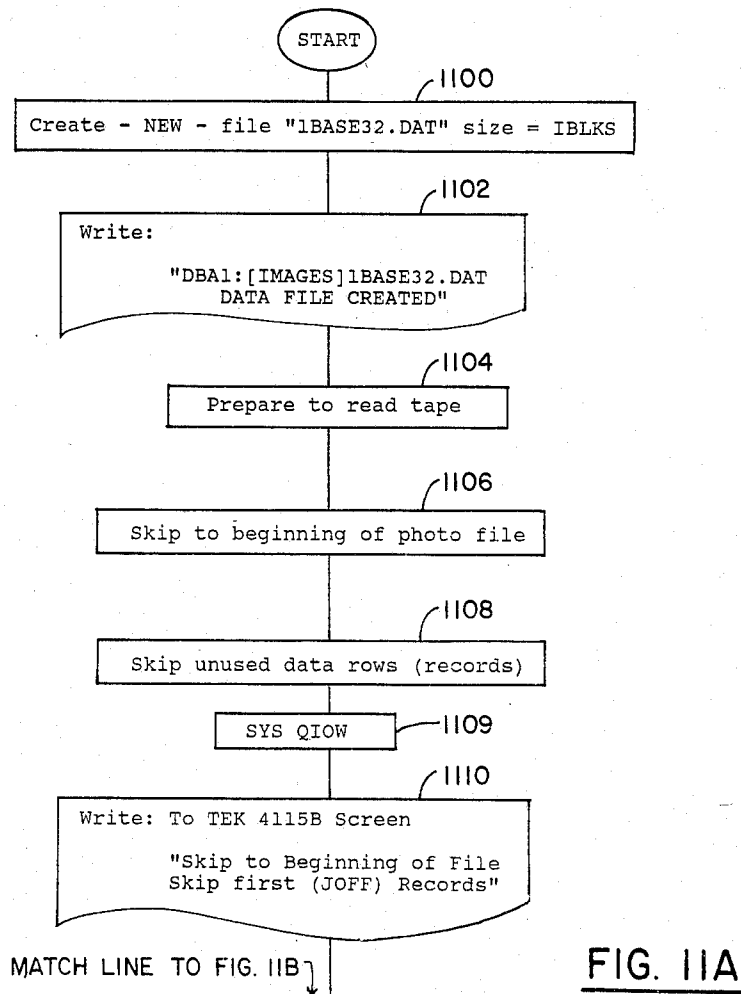 START
1100
Create - NEW - file "1BASE32.DAT" size = IBLKS
1102
Write:
"DBA1:[IMAGES]1BASE32.DAT
DATA FILE CREATED"
1104
Prepare to read tape
1106
Skip to beginning of photo file
1108
Skip unused data rows (records)
SYS QIOW
1109
1110
Write: To TEK 4115B Screen
"Skip to Beginning of File
Skip first (JOFF) Records"
MATCH LINE TO FIG. 11B
FIG. 11A